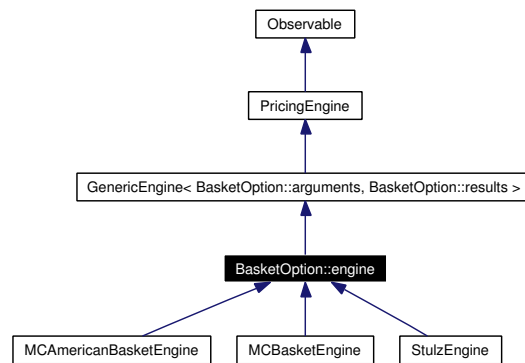 Observable
PricingEngine
GenericEngine< BasketOption::arguments, BasketOption::results >
BasketOption::engine
MCAmericanBasketEngine
MCBasketEngine
StulzEngine